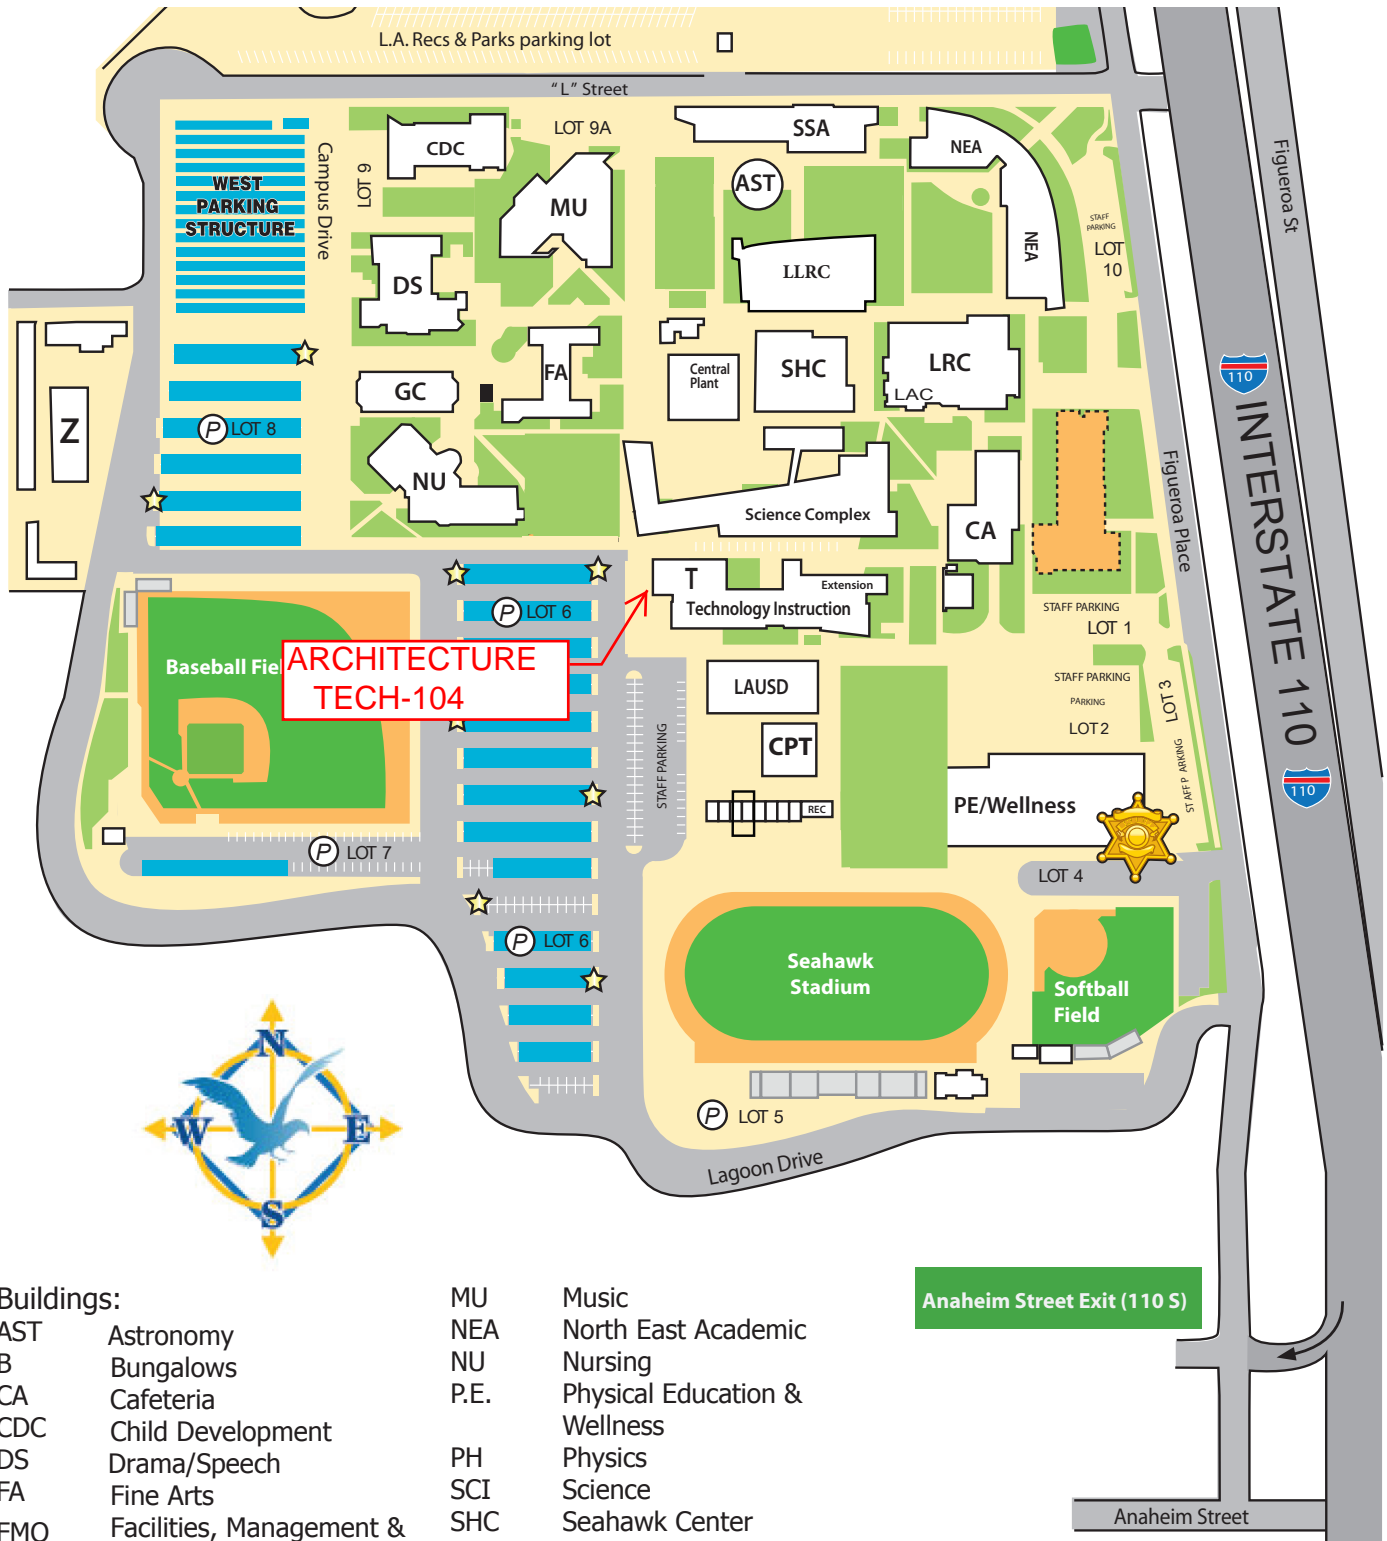 L.A. Recs & Parks parking lot
"L" Street
Figueroa St
WEST
PARKING
STRUCTURE
Campus Drive
LOT 9
CDC
LOT 9A
MU
SSA
AST
NEA
NEA
STAFF
PARKING
LOT
10
DS
LLRC
GC
FA
Central
Plant
SHC
LRC
LAC
110
INTERSTATE 110
110
Figueroa Place
Z
P LOT 8
NU
Science Complex
CA
T
Extension
Technology Instruction
P LOT 6
STAFF PARKING
LOT 1
Baseball Fie
ARCHITECTURE
TECH-104
STAFF PARKING
PARKING
LOT 2
LOT 3
STAFF P ARKING
LAUSD
CPT
REC
STAFF PARKING
PE/Wellness
P LOT 7
LOT 4
P LOT 6
Seahawk
Stadium
Softball
Field
P LOT 5
Lagoon Drive
N
W E
S
Anaheim Street Exit (110 S)
Anaheim Street
Buildings:
AST Astronomy
B Bungalows
CA Cafeteria
CDC Child Development
DS Drama/Speech
FA Fine Arts
FMO Facilities, Management &
MU Music
NEA North East Academic
NU Nursing
P.E. Physical Education &
Wellness
PH Physics
SCI Science
SHC Seahawk Center